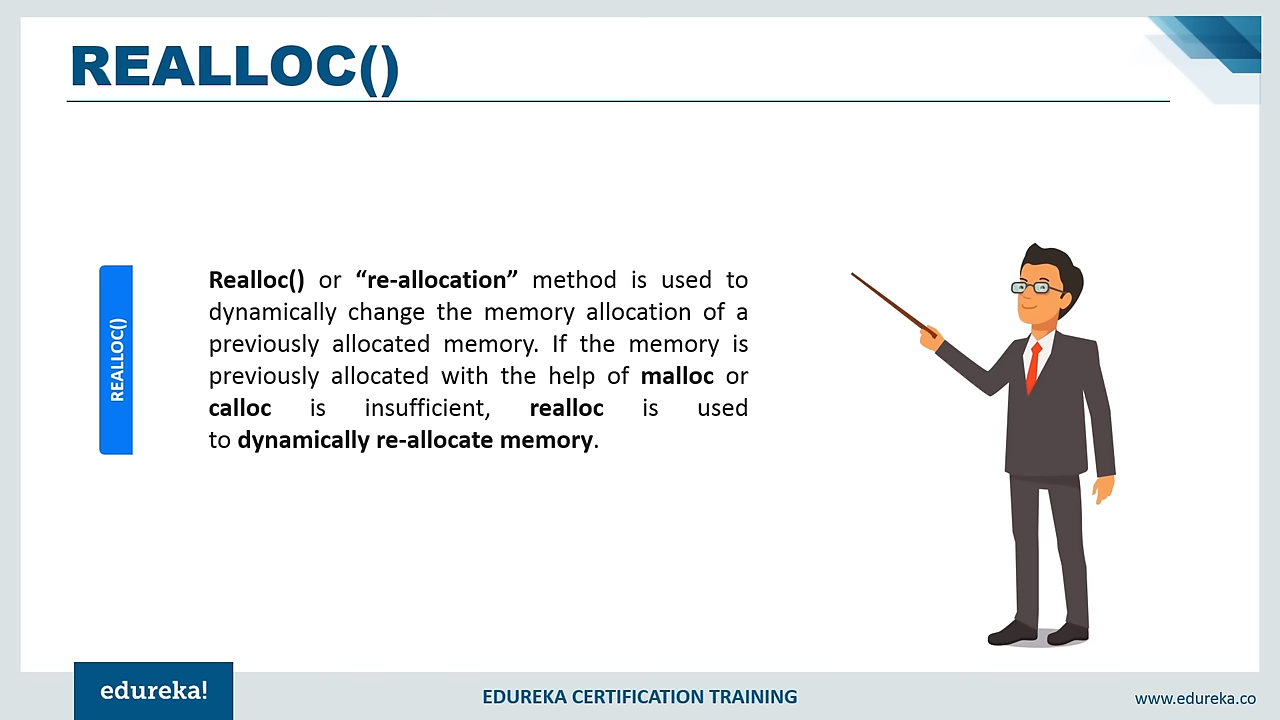 REALLOC()
REALLOC()
Realloc() or “re-allocation” method is used to
dynamically change the memory allocation of a
previously allocated memory. If the memory is
previously allocated with the help of malloc or
calloc is insufficient, realloc is used
to dynamically re-allocate memory.
edureka!
EDUREKA CERTIFICATION TRAINING
www.edureka.co